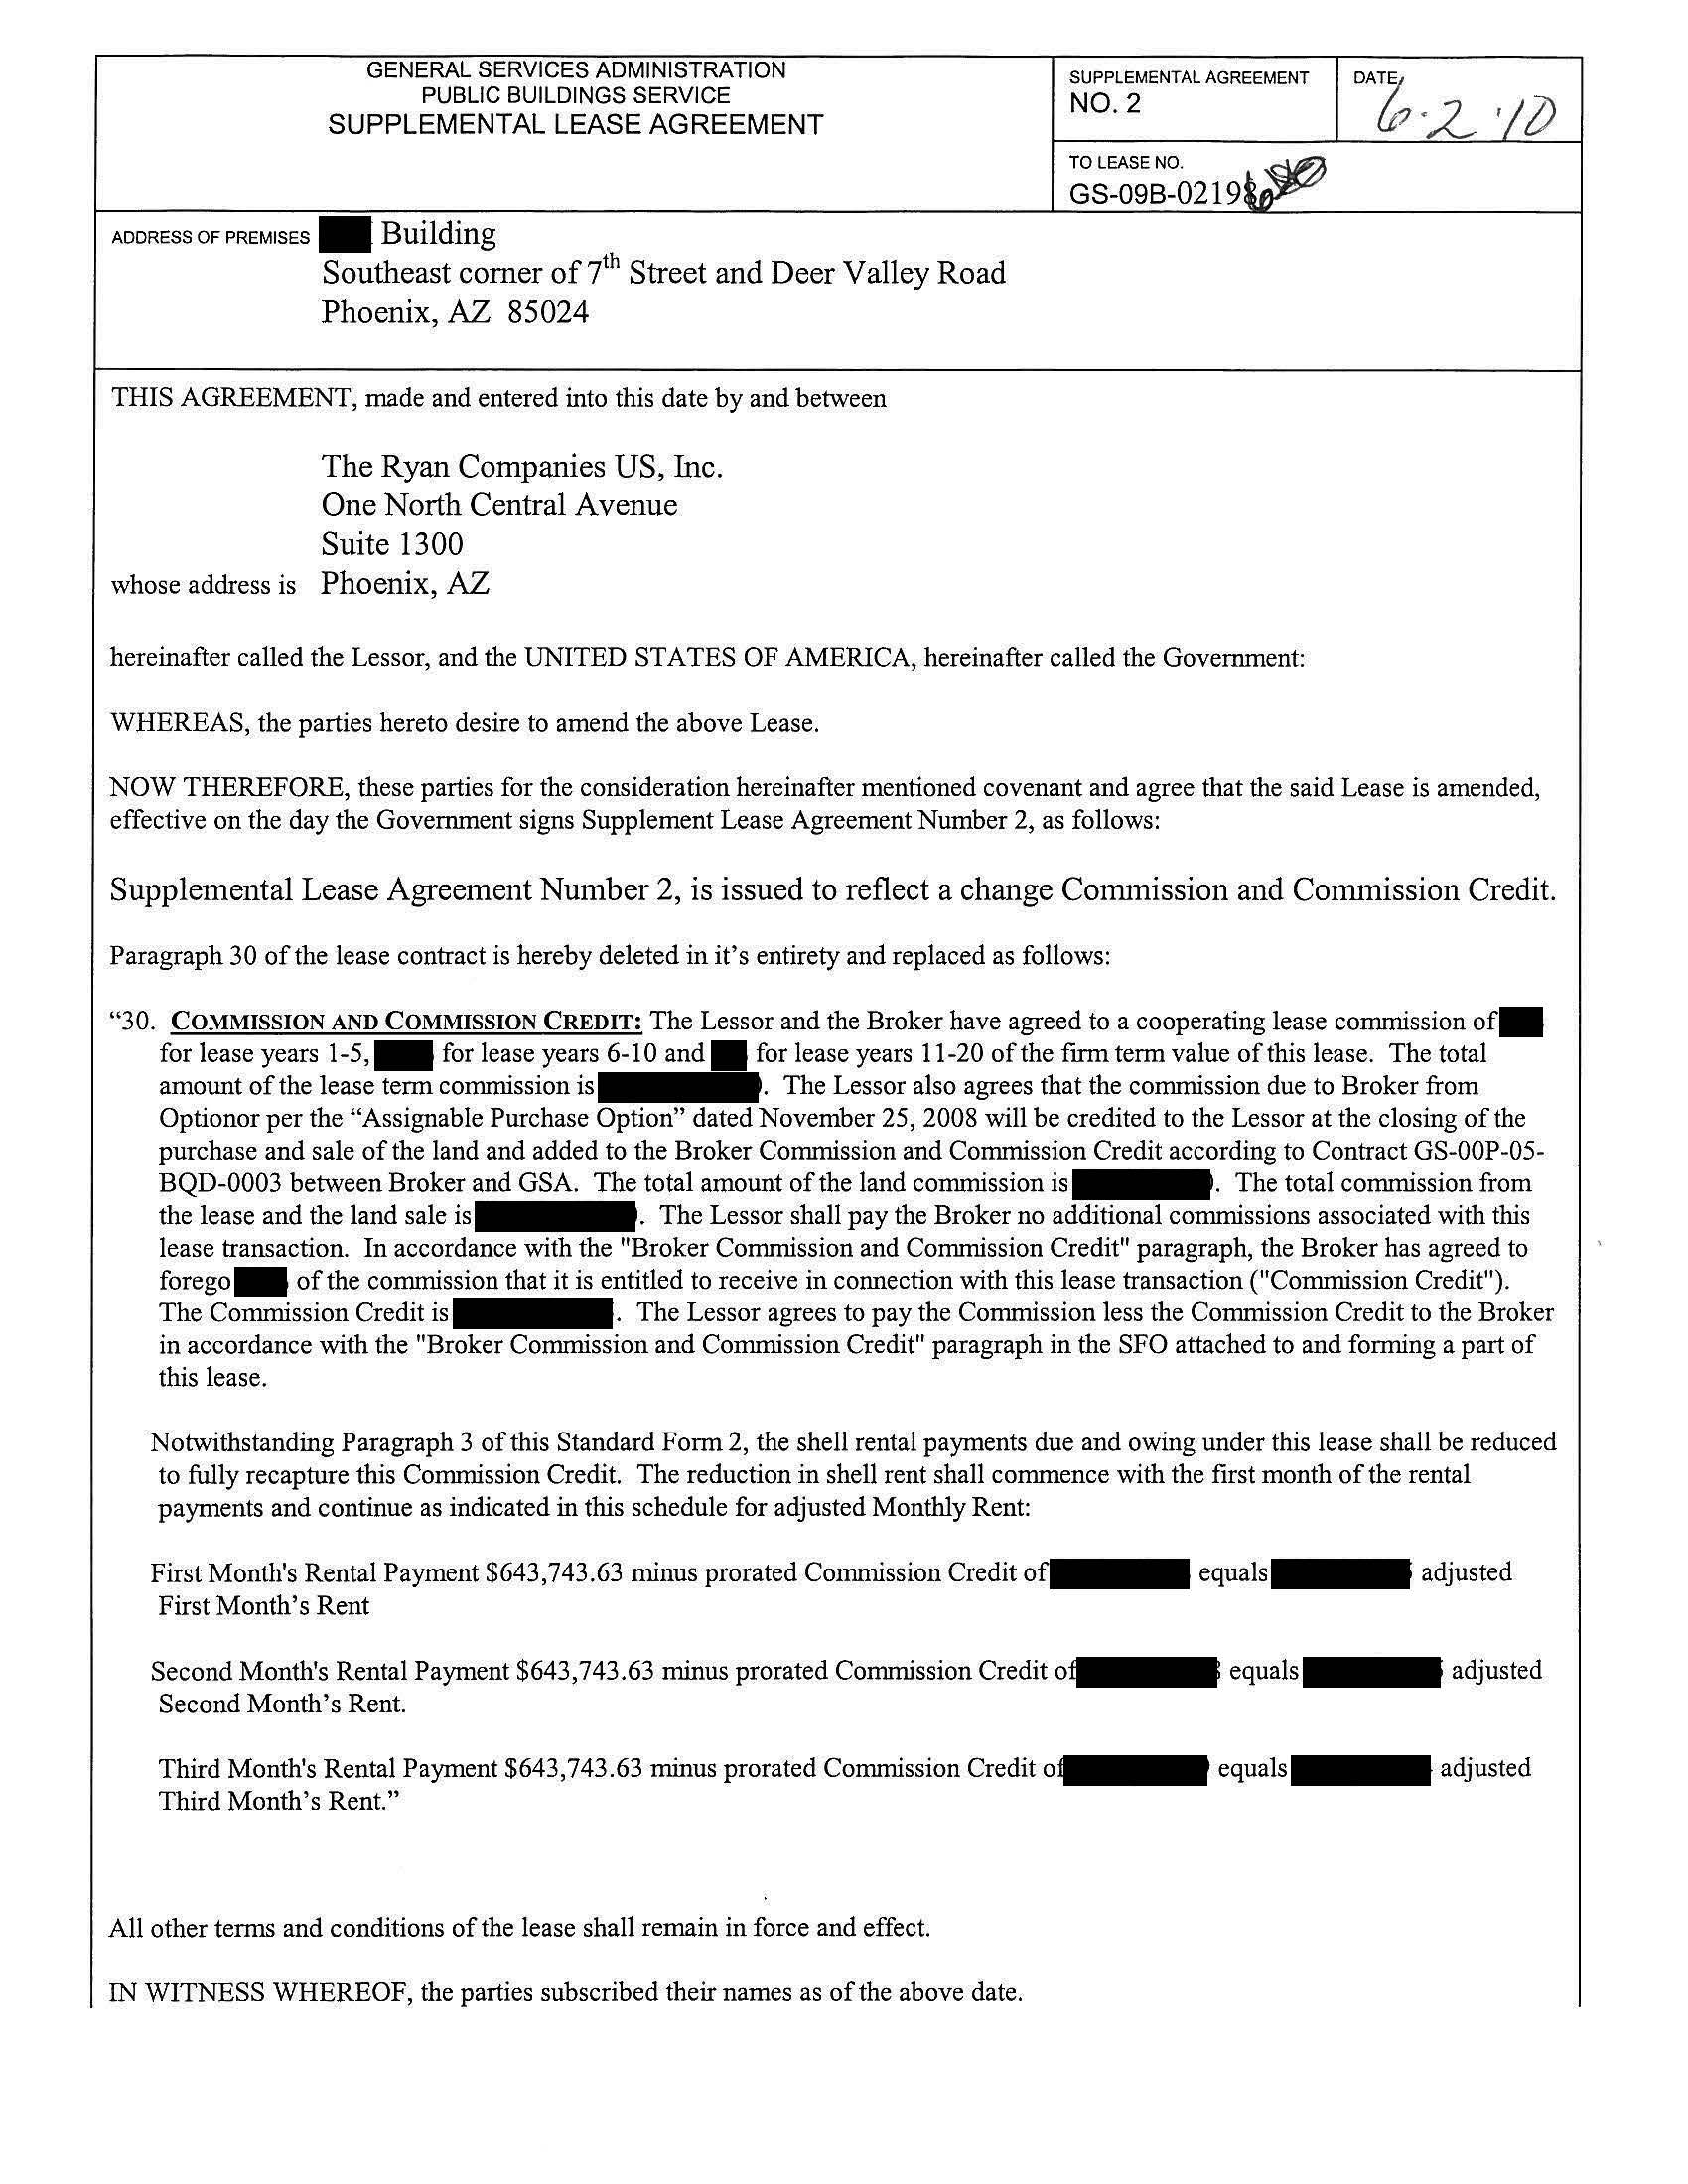 GENERAL SERVICES ADMINISTRATION
PUBLIC BUILDINGS SERVICE
SUPPLEMENTAL LEASE AGREEMENT
SUPPLEMENTAL AGREEMENT
NO. 2
DATE
6.2.10
TO LEASE NO.
GS-09B-0219
ADDRESS OF PREMISES Building
Southeast corner of 7th Street and Deer Valley Road
Phoenix, AZ 85024
THIS AGREEMENT, made and entered into this date by and between
The Ryan Companies US, Inc.
One North Central Avenue
Suite 1300
whose address is Phoenix, AZ
hereinafter called the Lessor, and the UNITED STATES OF AMERICA, hereinafter called the Government:
WHEREAS, the parties hereto desire to amend the above Lease.
NOW THEREFORE, these parties for the consideration hereinafter mentioned covenant and agree that the said Lease is amended,
effective on the day the Government signs Supplement Lease Agreement Number 2, as follows:
Supplemental Lease Agreement Number 2, is issued to reflect a change Commission and Commission Credit.
Paragraph 30 of the lease contract is hereby deleted in it's entirety and replaced as follows:
“30. COMMISSION AND COMMISSION CREDIT: The Lessor and the Broker have agreed to a cooperating lease commission of
for lease years 1-5, for lease years 6-10 and for lease years 11-20 of the firm term value of this lease. The total
amount of the lease term commission is . The Lessor also agrees that the commission due to Broker from
Optionor per the “Assignable Purchase Option” dated November 25, 2008 will be credited to the Lessor at the closing of the
purchase and sale of the land and added to the Broker Commission and Commission Credit according to Contract GS-00P-05-
BQD-0003 between Broker and GSA. The total amount of the land commission is . The total commission from
the lease and the land sale is . The Lessor shall pay the Broker no additional commissions associated with this
lease transaction. In accordance with the "Broker Commission and Commission Credit" paragraph, the Broker has agreed to
forego of the commission that it is entitled to receive in connection with this lease transaction ("Commission Credit").
The Commission Credit is . The Lessor agrees to pay the Commission less the Commission Credit to the Broker
in accordance with the "Broker Commission and Commission Credit" paragraph in the SFO attached to and forming a part of
this lease.
Notwithstanding Paragraph 3 of this Standard Form 2, the shell rental payments due and owing under this lease shall be reduced
to fully recapture this Commission Credit. The reduction in shell rent shall commence with the first month of the rental
payments and continue as indicated in this schedule for adjusted Monthly Rent:
First Month's Rental Payment $643,743.63 minus prorated Commission Credit of equals adjusted
First Month’s Rent
Second Month's Rental Payment $643,743.63 minus prorated Commission Credit of equals adjusted
Second Month’s Rent.
Third Month's Rental Payment $643,743.63 minus prorated Commission Credit of equals adjusted
Third Month’s Rent.”
All other terms and conditions of the lease shall remain in force and effect.
IN WITNESS WHEREOF, the parties subscribed their names as of the above date.